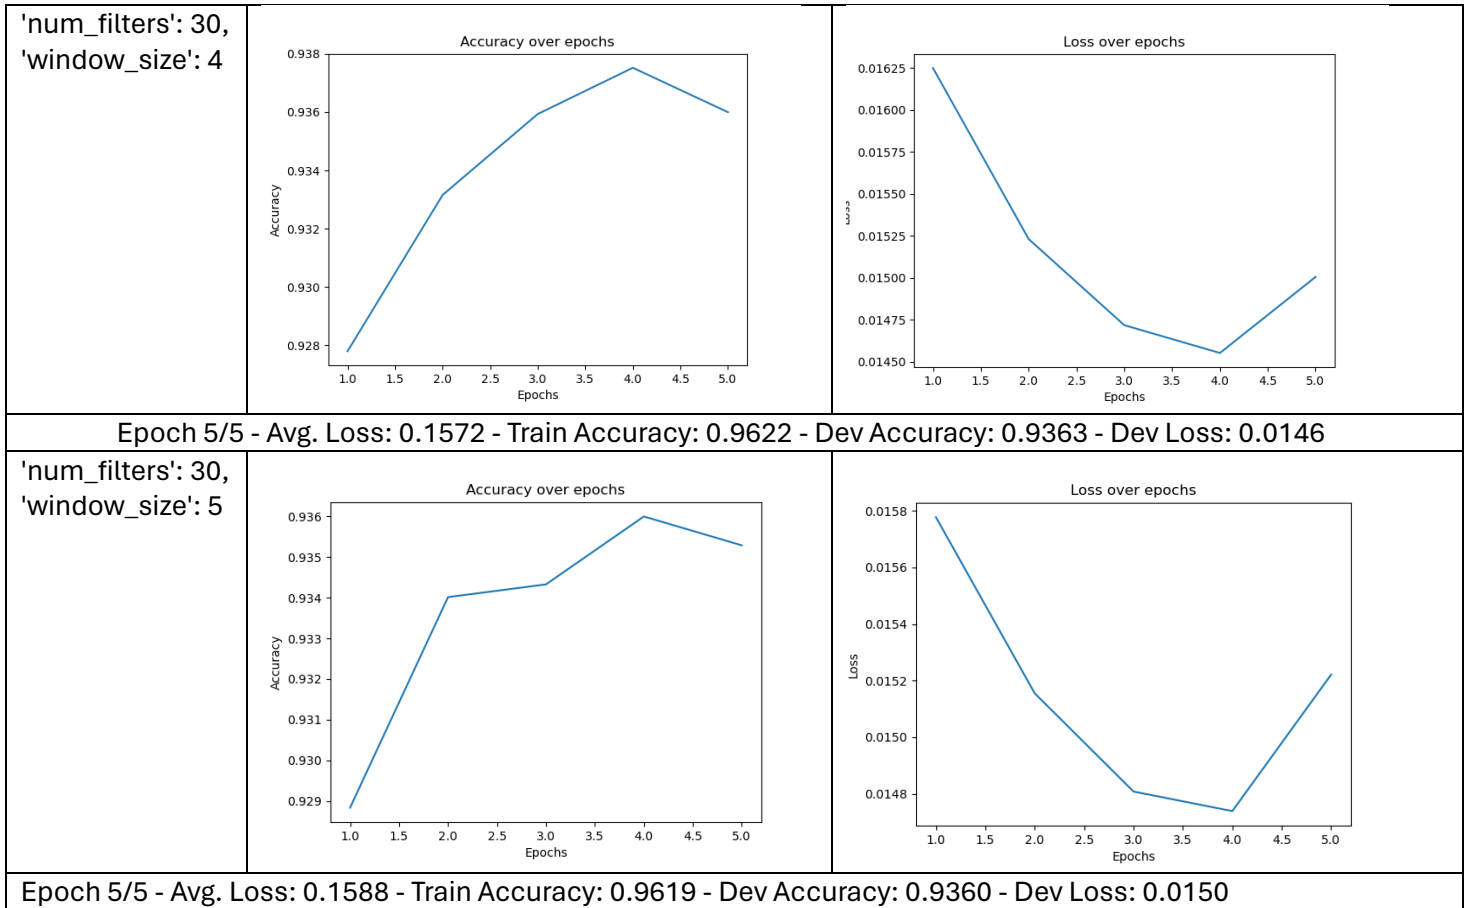 'num_filters': 30,
'window_size': 4
Accuracy over epochs
0.938
0.936
0.934
0.932
0.930
0.928
Accuracy
1.0 1.5 2.0 2.5 3.0 3.5 4.0 4.5 5.0
Epochs
Loss over epochs
0.01625
0.01600
0.01575
0.01550
0.01525
0.01500
0.01475
0.01450
1.0 1.5 2.0 2.5 3.0 3.5 4.0 4.5 5.0
Epochs
Epoch 5/5 - Avg. Loss: 0.1572 - Train Accuracy: 0.9622 - Dev Accuracy: 0.9363 - Dev Loss: 0.0146
'num_filters': 30,
'window_size': 5
Accuracy over epochs
0.936
0.935
0.934
0.933
0.932
0.931
0.930
0.929
Accuracy
1.0 1.5 2.0 2.5 3.0 3.5 4.0 4.5 5.0
Epochs
Loss over epochs
0.0158
0.0156
0.0154
0.0152
0.0150
0.0148
Loss
1.0 1.5 2.0 2.5 3.0 3.5 4.0 4.5 5.0
Epochs
Epoch 5/5 - Avg. Loss: 0.1588 - Train Accuracy: 0.9619 - Dev Accuracy: 0.9360 - Dev Loss: 0.0150